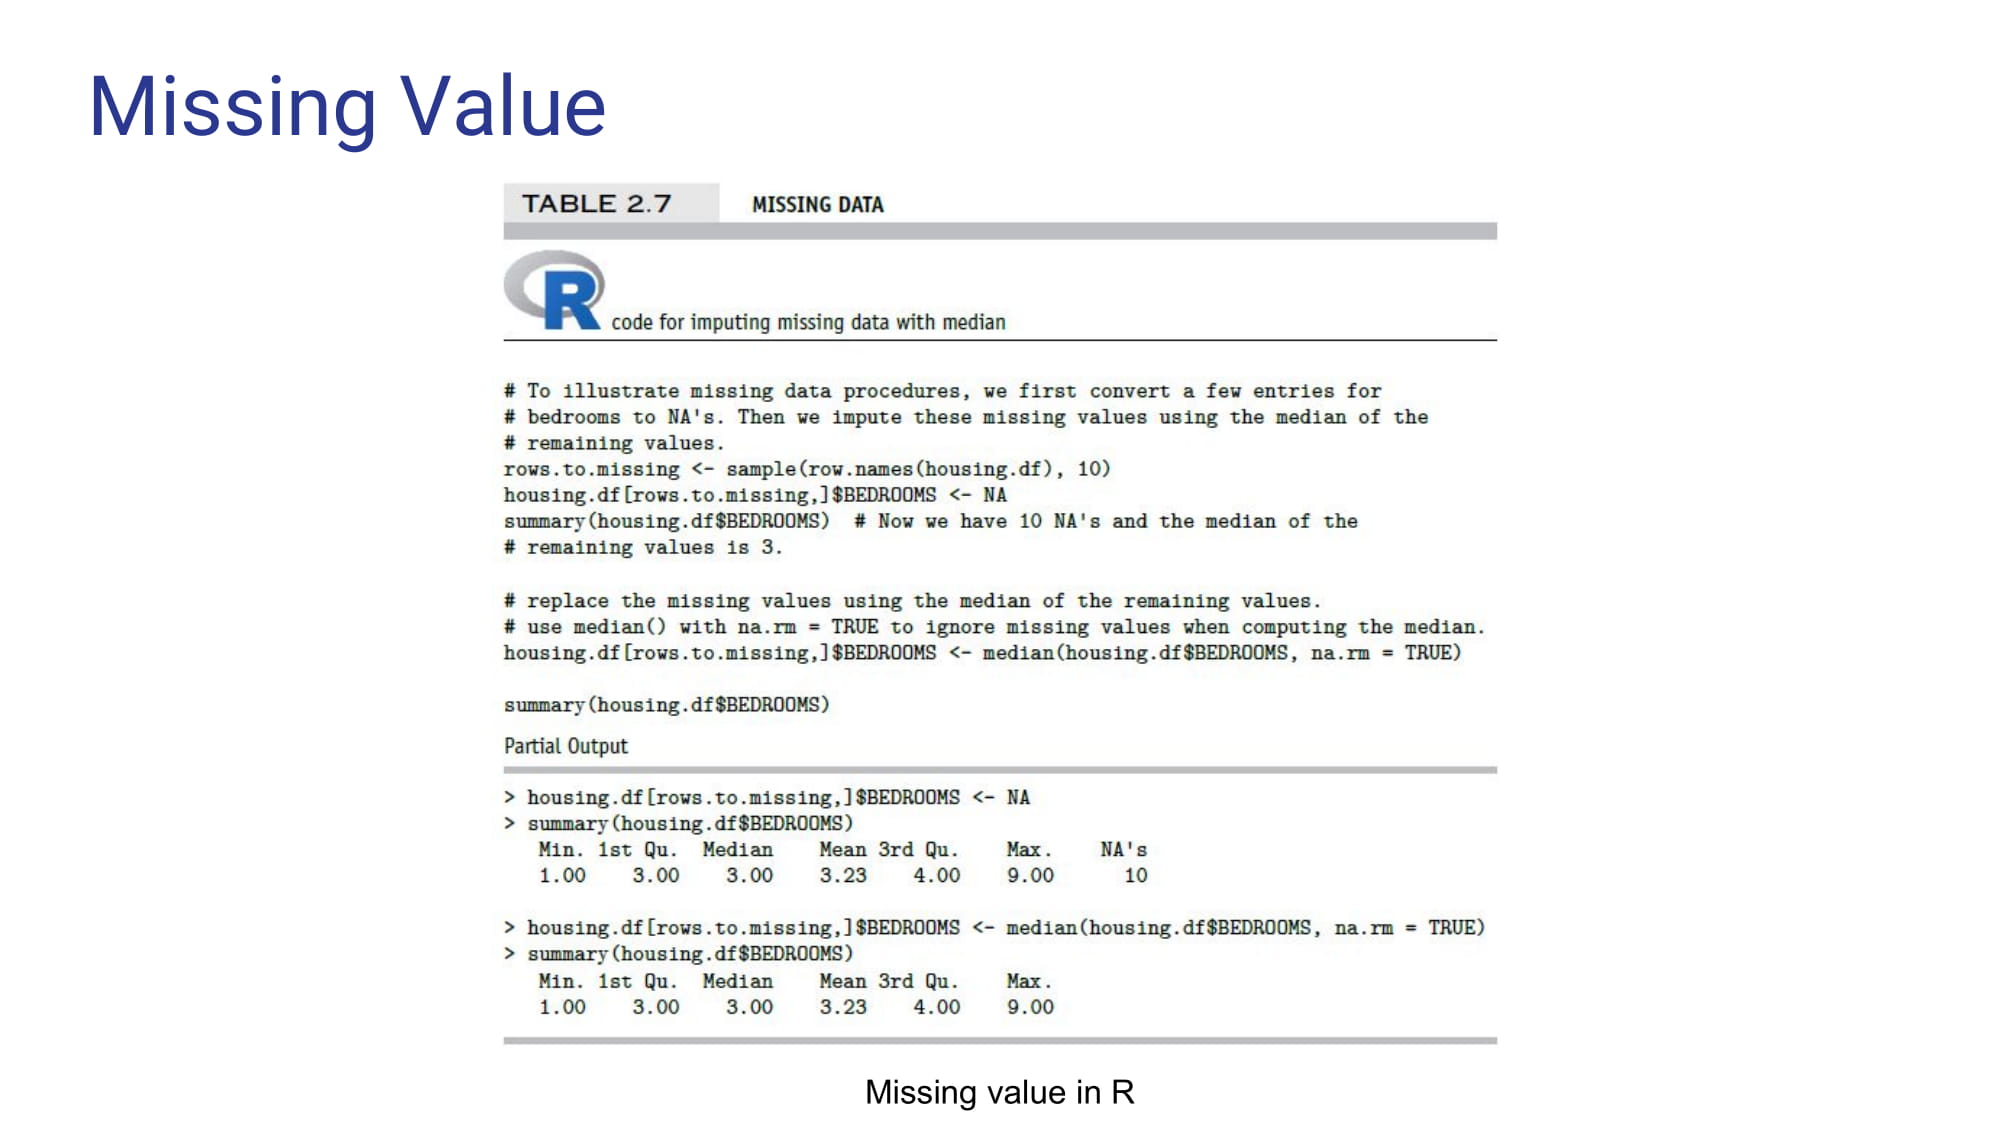 Missing Value
TABLE 2.7 MISSING DATA
R code for imputing missing data with median
# To illustrate missing data procedures, we first convert a few entries for
# bedrooms to NA's. Then we impute these missing values using the median of the
# remaining values.
rows.to.missing <- sample(row.names(housing.df), 10)
housing.df[rows.to.missing,]$BEDROOMS <- NA
summary(housing.df$BEDROOMS)  # Now we have 10 NA's and the median of the
# remaining values is 3.
# replace the missing values using the median of the remaining values.
# use median() with na.rm = TRUE to ignore missing values when computing the median.
housing.df[rows.to.missing,]$BEDROOMS <- median(housing.df$BEDROOMS, na.rm = TRUE)
summary(housing.df$BEDROOMS)
Partial Output
> housing.df[rows.to.missing,]$BEDROOMS <- NA
> summary(housing.df$BEDROOMS)
Min. 1st Qu. Median Mean 3rd Qu. Max. NA's
1.00 3.00 3.00 3.23 4.00 9.00 10
> housing.df[rows.to.missing,]$BEDROOMS <- median(housing.df$BEDROOMS, na.rm = TRUE)
> summary(housing.df$BEDROOMS)
Min. 1st Qu. Median Mean 3rd Qu. Max.
1.00 3.00 3.00 3.23 4.00 9.00
Missing value in R